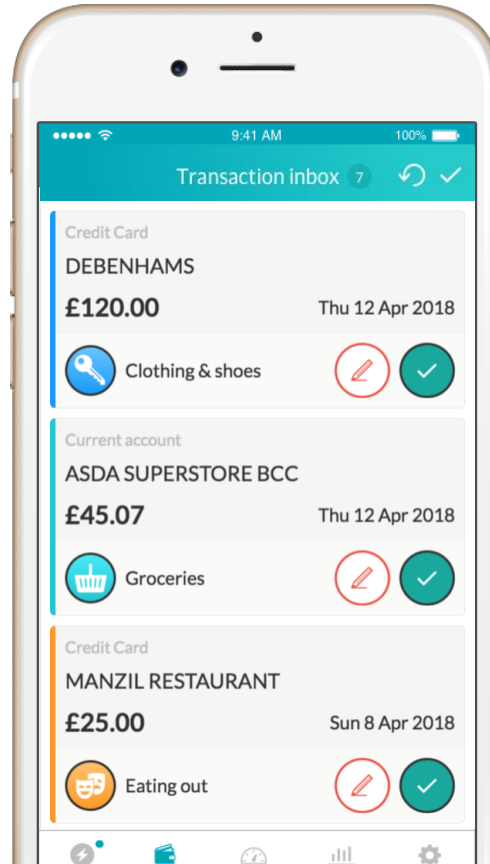 9:41 AM
100%
Transaction inbox 7
Credit Card
DEBENHAMS
£120.00
Thu 12 Apr 2018
Clothing & shoes
Current account
ASDA SUPERSTORE BCC
£45.07
Thu 12 Apr 2018
Groceries
Credit Card
MANZIL RESTAURANT
£25.00
Sun 8 Apr 2018
Eating out